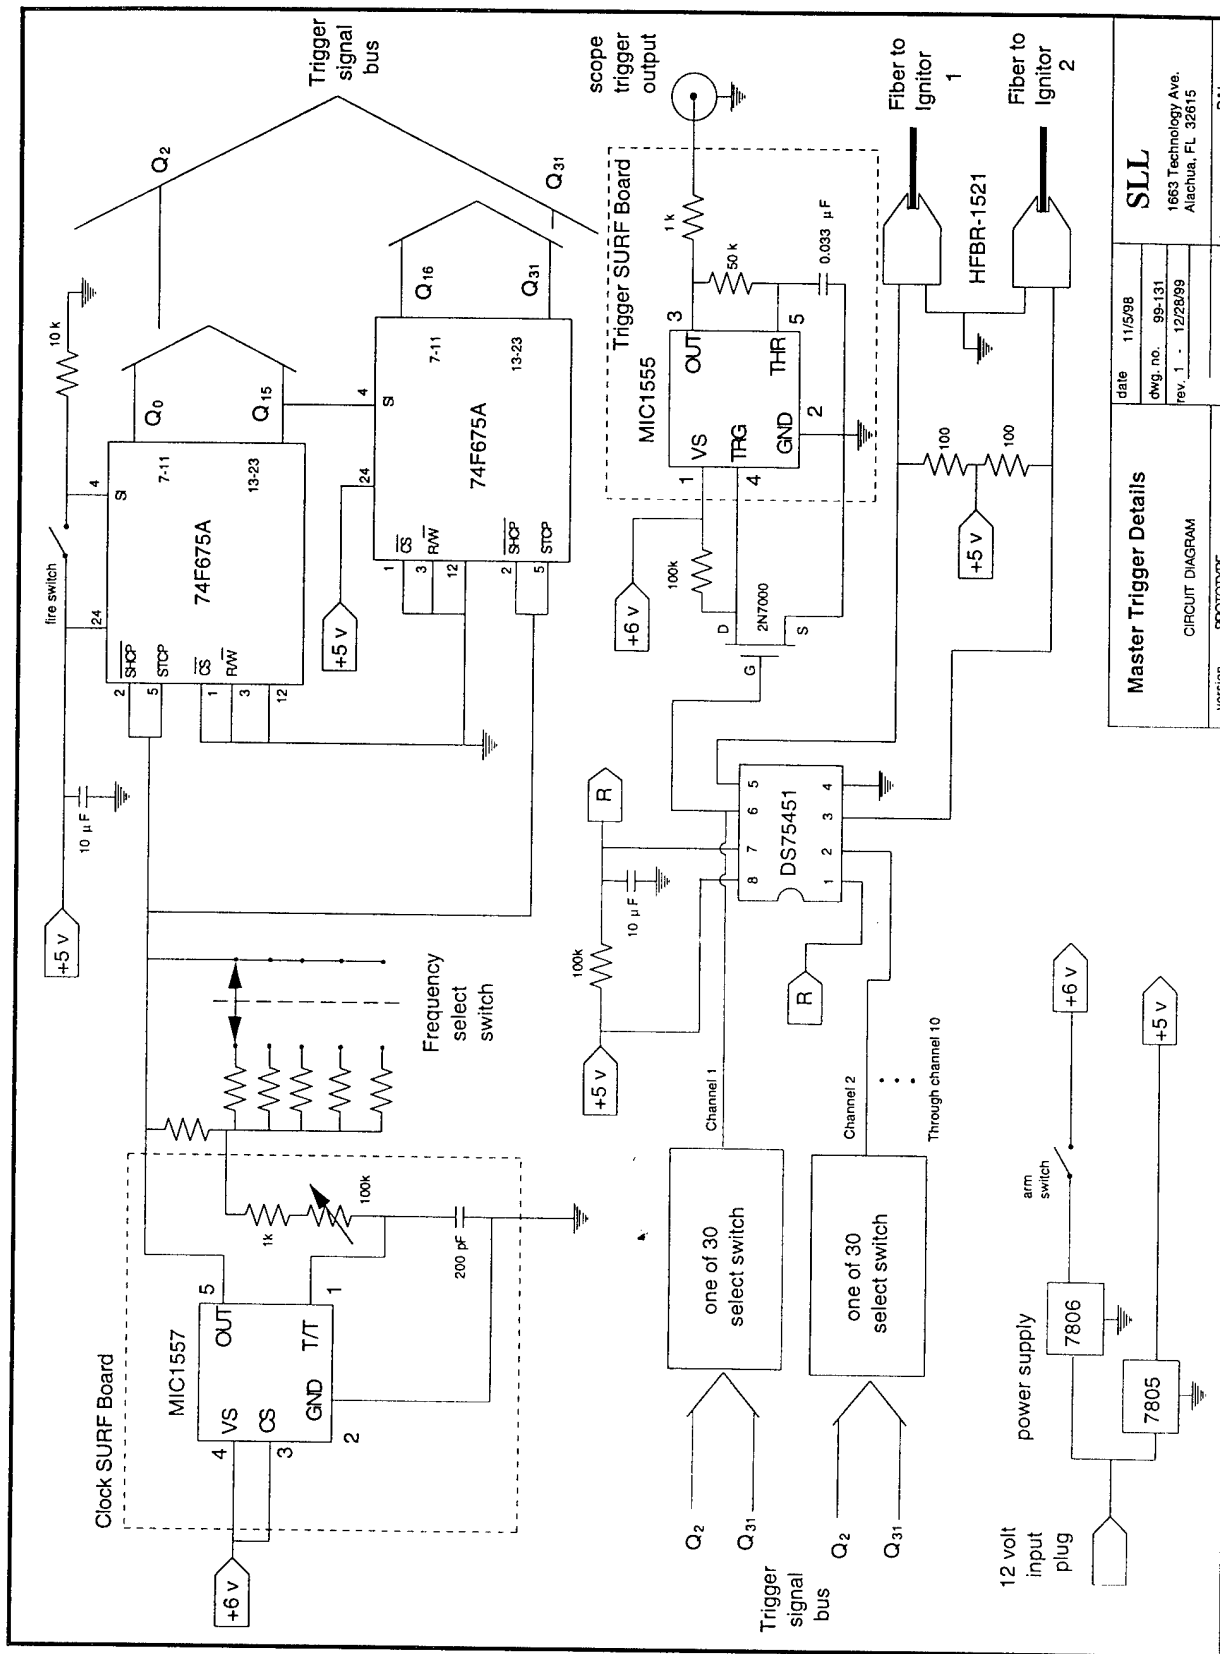 Clock SURF Board
+6 v
MIC1557
4
VS
OUT
5
3
CS
T/T
1
GND
2
1k
100k
200 pF
Frequency
select
switch
+5 v
10 µF
fire switch
10 k
24
4
SI
2
SHCP
5
STCP
CS
1
R/W
3
12
74F675A
7-11
13-23
Q0
Q15
Q2
Trigger
signal
bus
+5 v
24
4
SI
1
CS
3
R/W
12
2
SHCP
5
STCP
74F675A
7-11
13-23
Q16
Q31
Q31
Trigger
signal
bus
Q2
Q31
one of 30
select switch
Channel 1
Q2
Q31
one of 30
select switch
Channel 2
Through channel 10
+5 v
100k
10 µF
R
R
DS75451
8
7
6
5
1
2
3
4
G
D
S
2N7000
+6 v
100k
Trigger SURF Board
MIC1555
1
VS
OUT
3
4
TRG
THR
5
GND
2
1 k
50 k
0.033 µF
scope
trigger
output
+5 v
100
100
HFBR-1521
Fiber to
Ignitor
1
Fiber to
Ignitor
2
12 volt
input
plug
power supply
7806
7805
arm
switch
+6 v
+5 v
Master Trigger Details
CIRCUIT DIAGRAM
version
PROTOTYPE
date 11/5/98
dwg. no. 99-131
rev. 1 - 12/28/99
SLL
1663 Technology Ave.
Alachua, FL 32615